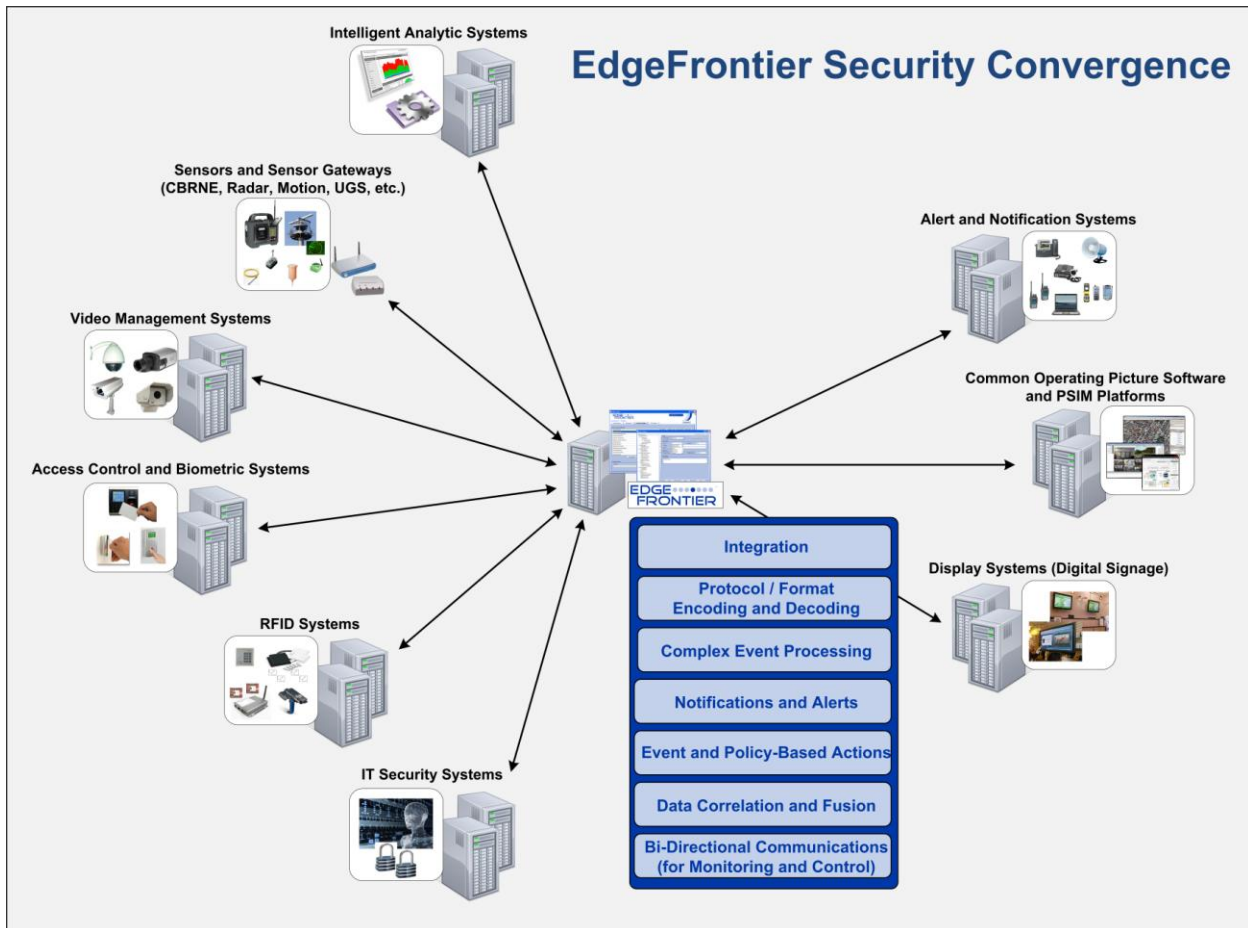 Intelligent Analytic Systems
EdgeFrontier Security Convergence
Sensors and Sensor Gateways
(CBRNE, Radar, Motion, UGS, etc.)
Alert and Notification Systems
Video Management Systems
Common Operating Picture Software
and PSIM Platforms
Access Control and Biometric Systems
EDGE
FRONTIER
Integration
Protocol / Format
Encoding and Decoding
Display Systems (Digital Signage)
RFID Systems
Complex Event Processing
Notifications and Alerts
Event and Policy-Based Actions
IT Security Systems
Data Correlation and Fusion
Bi-Directional Communications
(for Monitoring and Control)